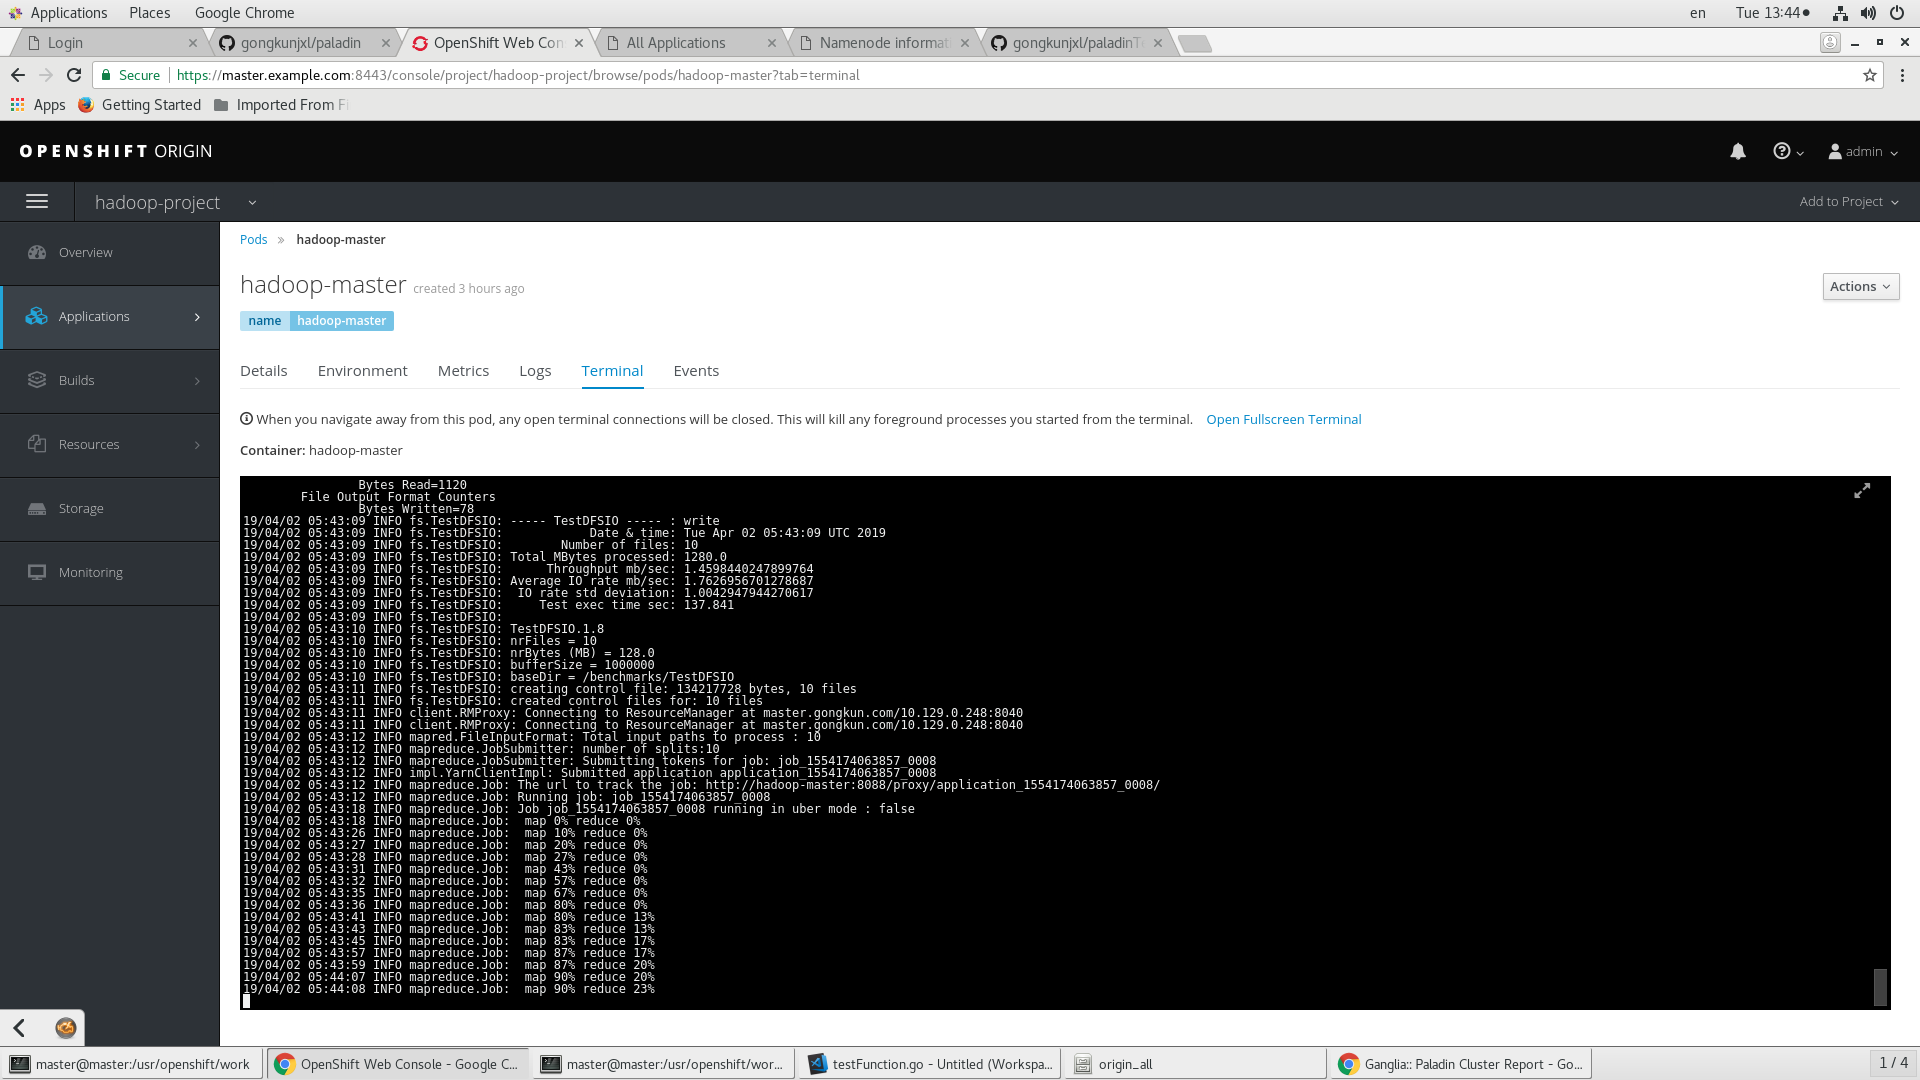 Applications Places Google Chrome en Tue 13:44
Login gongkunjxl/paladin OpenShift Web Con All Applications Namenode informat gongkunjxl/paladinT
Secure https://master.example.com:8443/console/project/hadoop-project/browse/pods/hadoop-master?tab=terminal
Apps Getting Started Imported From F
OPENSHIFT ORIGIN admin
hadoop-project Add to Project
Overview
Applications
Builds
Resources
Storage
Monitoring
Pods » hadoop-master
hadoop-master created 3 hours ago Actions
name hadoop-master
Details Environment Metrics Logs Terminal Events
When you navigate away from this pod, any open terminal connections will be closed. This will kill any foreground processes you started from the terminal. Open Fullscreen Terminal
Container: hadoop-master
Bytes Read=1120
File Output Format Counters
Bytes Written=78
19/04/02 05:43:09 INFO fs.TestDFSIO: ----- TestDFSIO ----- : write
19/04/02 05:43:09 INFO fs.TestDFSIO: Date & time: Tue Apr 02 05:43:09 UTC 2019
19/04/02 05:43:09 INFO fs.TestDFSIO: Number of files: 10
19/04/02 05:43:09 INFO fs.TestDFSIO: Total MBytes processed: 1280.0
19/04/02 05:43:09 INFO fs.TestDFSIO: Throughput mb/sec: 1.4598440247899764
19/04/02 05:43:09 INFO fs.TestDFSIO: Average IO rate mb/sec: 1.7626956701278687
19/04/02 05:43:09 INFO fs.TestDFSIO: IO rate std deviation: 1.0042947944270617
19/04/02 05:43:09 INFO fs.TestDFSIO: Test exec time sec: 137.841
19/04/02 05:43:09 INFO fs.TestDFSIO:
19/04/02 05:43:10 INFO fs.TestDFSIO: TestDFSIO.1.8
19/04/02 05:43:10 INFO fs.TestDFSIO: nrFiles = 10
19/04/02 05:43:10 INFO fs.TestDFSIO: nrBytes (MB) = 128.0
19/04/02 05:43:10 INFO fs.TestDFSIO: bufferSize = 1000000
19/04/02 05:43:10 INFO fs.TestDFSIO: baseDir = /benchmarks/TestDFSIO
19/04/02 05:43:11 INFO fs.TestDFSIO: creating control file: 134217728 bytes, 10 files
19/04/02 05:43:11 INFO fs.TestDFSIO: created control files for: 10 files
19/04/02 05:43:11 INFO client.RMProxy: Connecting to ResourceManager at master.gongkun.com/10.129.0.248:8040
19/04/02 05:43:11 INFO client.RMProxy: Connecting to ResourceManager at master.gongkun.com/10.129.0.248:8040
19/04/02 05:43:12 INFO mapred.FileInputFormat: Total input paths to process : 10
19/04/02 05:43:12 INFO mapreduce.JobSubmitter: number of splits:10
19/04/02 05:43:12 INFO mapreduce.JobSubmitter: Submitting tokens for job: job_1554174063857_0008
19/04/02 05:43:12 INFO impl.YarnClientImpl: Submitted application application_1554174063857_0008
19/04/02 05:43:12 INFO mapreduce.Job: The url to track the job: http://hadoop-master:8088/proxy/application_1554174063857_0008/
19/04/02 05:43:12 INFO mapreduce.Job: Running job: job_1554174063857_0008
19/04/02 05:43:18 INFO mapreduce.Job: Job job_1554174063857_0008 running in uber mode : false
19/04/02 05:43:18 INFO mapreduce.Job: map 0% reduce 0%
19/04/02 05:43:26 INFO mapreduce.Job: map 10% reduce 0%
19/04/02 05:43:27 INFO mapreduce.Job: map 20% reduce 0%
19/04/02 05:43:28 INFO mapreduce.Job: map 27% reduce 0%
19/04/02 05:43:31 INFO mapreduce.Job: map 43% reduce 0%
19/04/02 05:43:32 INFO mapreduce.Job: map 57% reduce 0%
19/04/02 05:43:35 INFO mapreduce.Job: map 67% reduce 0%
19/04/02 05:43:36 INFO mapreduce.Job: map 80% reduce 0%
19/04/02 05:43:41 INFO mapreduce.Job: map 80% reduce 13%
19/04/02 05:43:43 INFO mapreduce.Job: map 83% reduce 13%
19/04/02 05:43:45 INFO mapreduce.Job: map 83% reduce 17%
19/04/02 05:43:57 INFO mapreduce.Job: map 87% reduce 17%
19/04/02 05:43:59 INFO mapreduce.Job: map 87% reduce 20%
19/04/02 05:44:07 INFO mapreduce.Job: map 90% reduce 20%
19/04/02 05:44:08 INFO mapreduce.Job: map 90% reduce 23%
master@master:/usr/openshift/work OpenShift Web Console - Google C... master@master:/usr/openshift/wor... testFunction.go - Untitled (Workspa... origin_all Ganglia:: Paladin Cluster Report - Go... 1 / 4